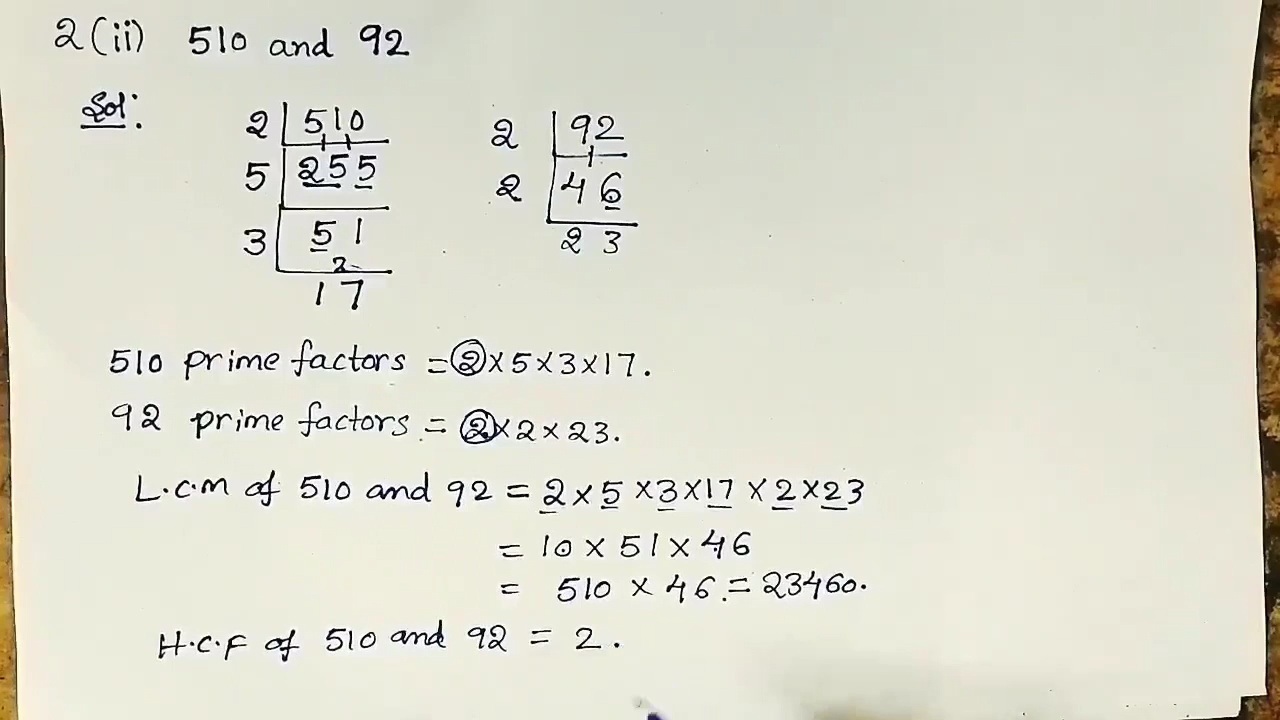 2(ii) 510 and 92
Sol:
2 | 510
5 | 255
3 | 51
2
17
2 | 92
2 | 46
23
510 prime factors = 2×5×3×17.
92 prime factors = 2×2×23.
L.C.M of 510 and 92 = 2×5×3×17×2×23
= 10×51×46
= 510 × 46 = 23460.
H.C.F of 510 and 92 = 2.